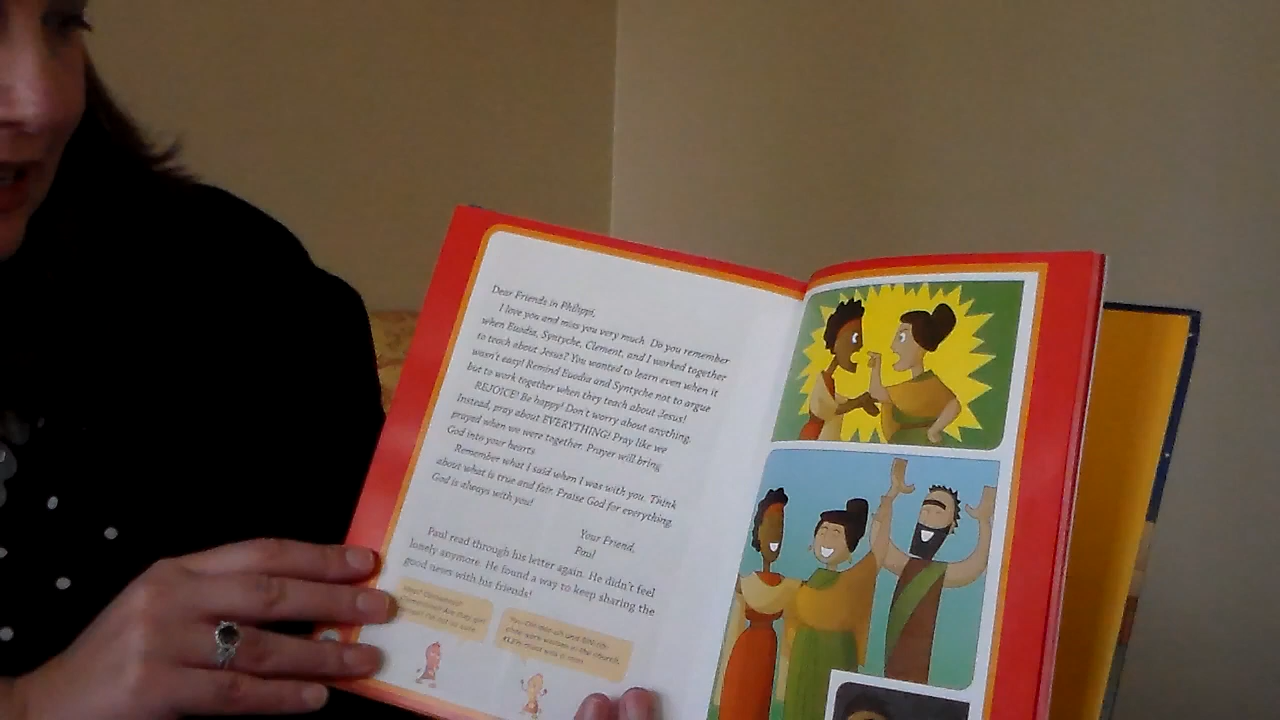 Dear Friends in Philippi,
I love you and miss you very much. Do you remember
when Euodia, Syntyche, Clement, and I worked together
to teach about Jesus? You wanted to learn even when it
wasn't easy! Remind Euodia and Syntyche not to argue
but to work together when they teach about Jesus!
REJOICE! Be happy! Don't worry about anything.
Instead, pray about EVERYTHING! Pray like we
prayed when we were together. Prayer will bring
God into your hearts.
Remember what I said when I was with you. Think
about what is true and fair. Praise God for everything.
God is always with you!
Your Friend,
Paul
Paul read through his letter again. He didn't feel
lonely anymore. He found a way to keep sharing the
good news with his friends!